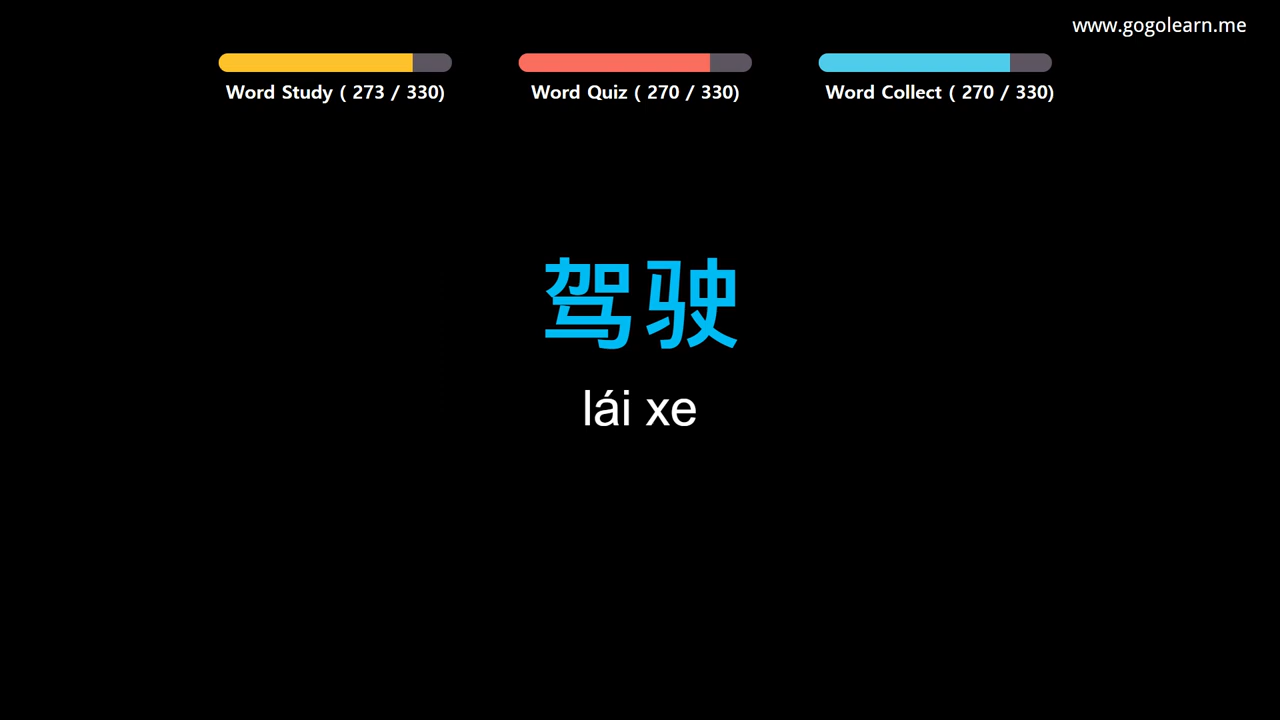 www.gogolearn.me
Word Study ( 273 / 330)
Word Quiz ( 270 / 330)
Word Collect ( 270 / 330)
驾驶
lái xe